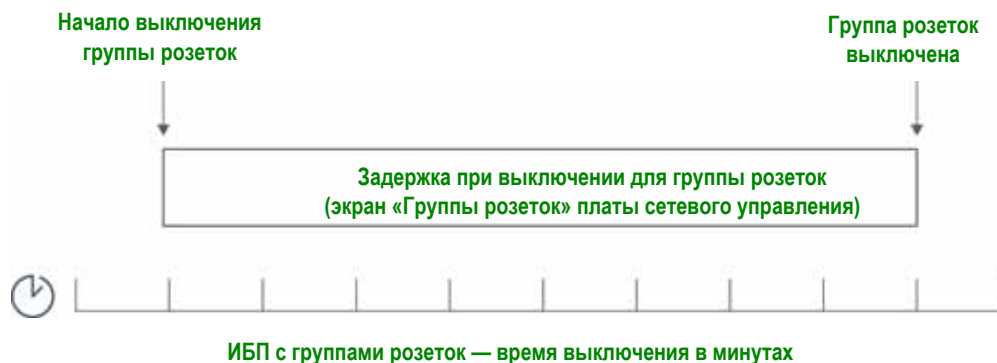 Начало выключения
группы розеток
Группа розеток
выключена
Задержка при выключении для группы розеток
(экран «Группы розеток» платы сетевого управления)
ИБП с группами розеток — время выключения в минутах